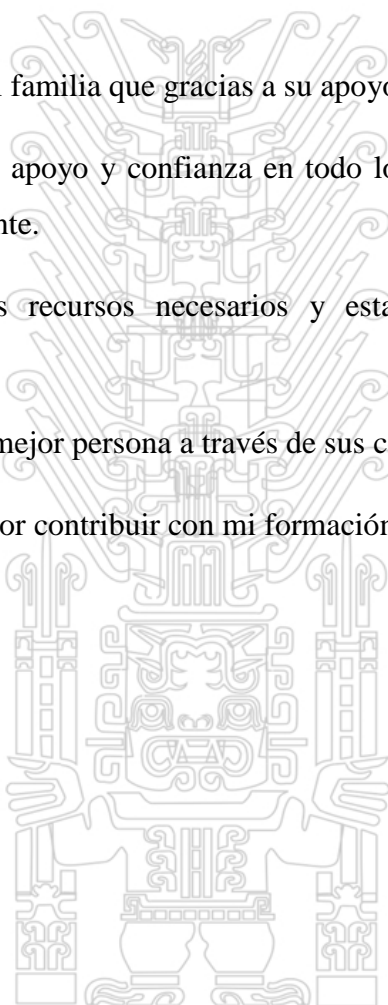 familia que gracias a su apoyo
apoyo y confianza en todo lo
nte.
recursos necesarios y esta
mejor persona a través de sus c
or contribuir con mi formación